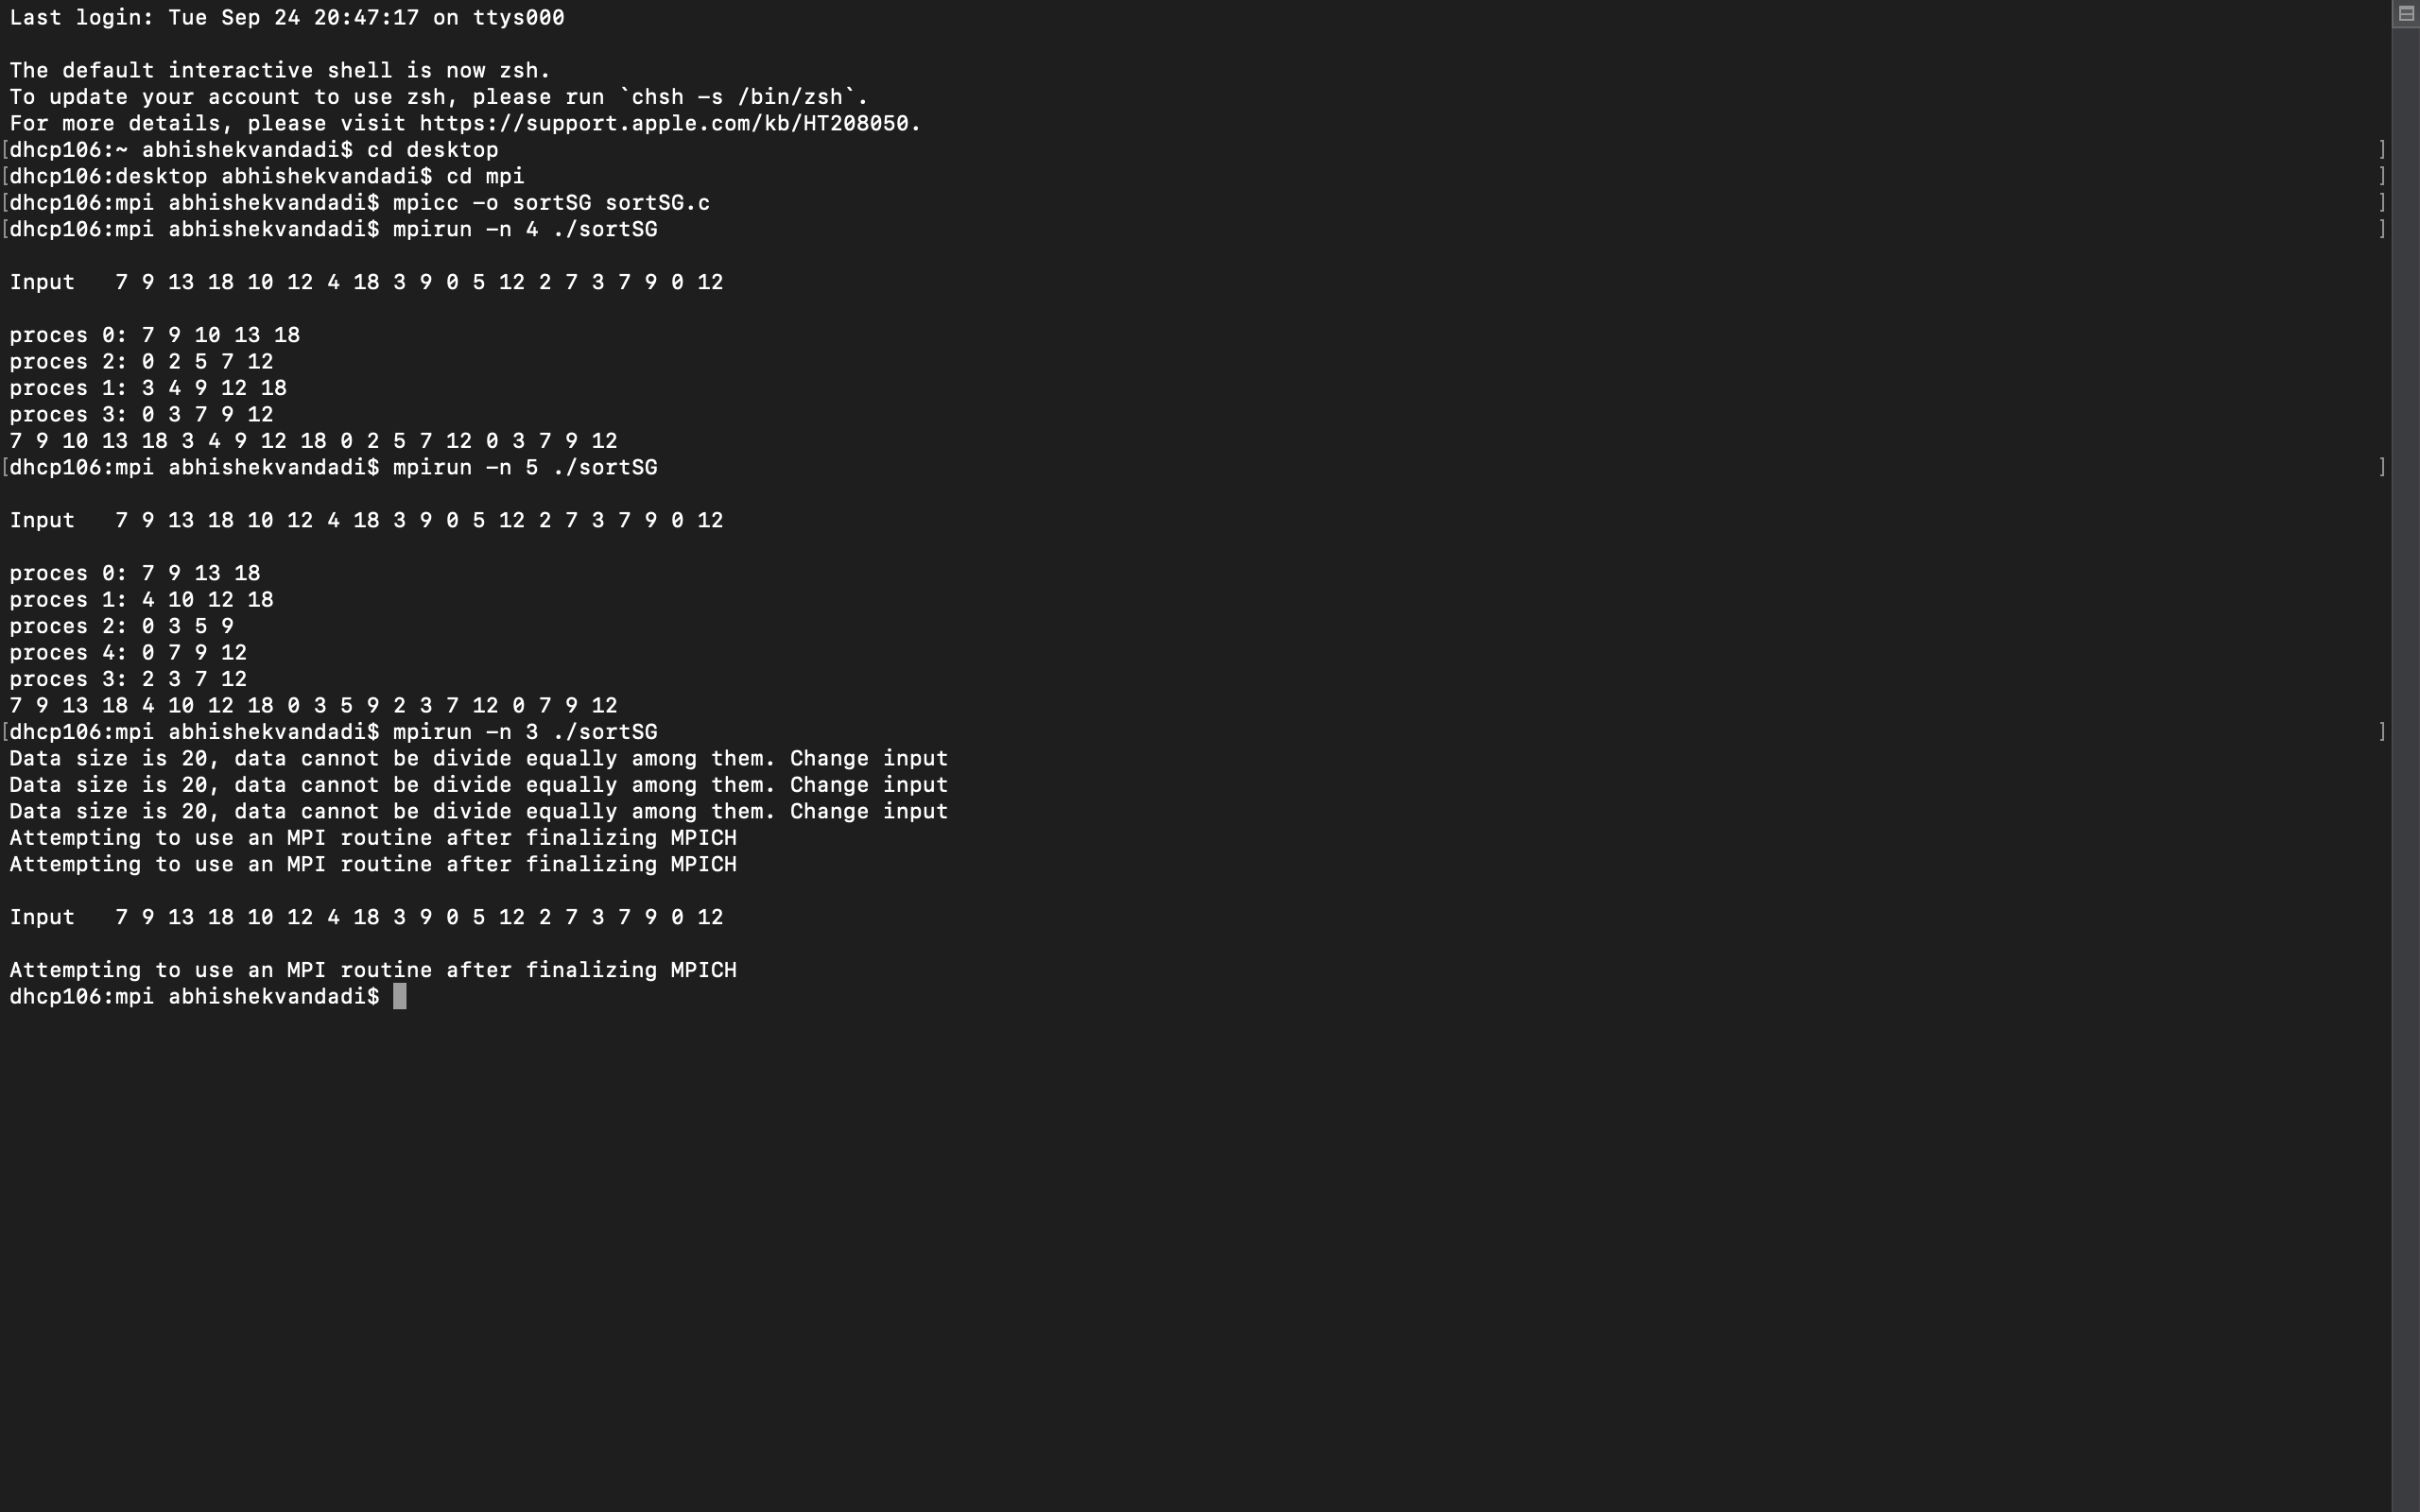 Last login: Tue Sep 24 20:47:17 on ttys000
The default interactive shell is now zsh.
To update your account to use zsh, please run `chsh -s /bin/zsh`.
For more details, please visit https://support.apple.com/kb/HT208050.
[dhcp106:~ abhishekvandadi$ cd desktop ]
[dhcp106:desktop abhishekvandadi$ cd mpi ]
[dhcp106:mpi abhishekvandadi$ mpicc -o sortSG sortSG.c ]
[dhcp106:mpi abhishekvandadi$ mpirun -n 4 ./sortSG ]
Input   7 9 13 18 10 12 4 18 3 9 0 5 12 2 7 3 7 9 0 12
proces 0: 7 9 10 13 18
proces 2: 0 2 5 7 12
proces 1: 3 4 9 12 18
proces 3: 0 3 7 9 12
7 9 10 13 18 3 4 9 12 18 0 2 5 7 12 0 3 7 9 12
[dhcp106:mpi abhishekvandadi$ mpirun -n 5 ./sortSG ]
Input   7 9 13 18 10 12 4 18 3 9 0 5 12 2 7 3 7 9 0 12
proces 0: 7 9 13 18
proces 1: 4 10 12 18
proces 2: 0 3 5 9
proces 4: 0 7 9 12
proces 3: 2 3 7 12
7 9 13 18 4 10 12 18 0 3 5 9 2 3 7 12 0 7 9 12
[dhcp106:mpi abhishekvandadi$ mpirun -n 3 ./sortSG ]
Data size is 20, data cannot be divide equally among them. Change input
Data size is 20, data cannot be divide equally among them. Change input
Data size is 20, data cannot be divide equally among them. Change input
Attempting to use an MPI routine after finalizing MPICH
Attempting to use an MPI routine after finalizing MPICH
Input   7 9 13 18 10 12 4 18 3 9 0 5 12 2 7 3 7 9 0 12
Attempting to use an MPI routine after finalizing MPICH
dhcp106:mpi abhishekvandadi$